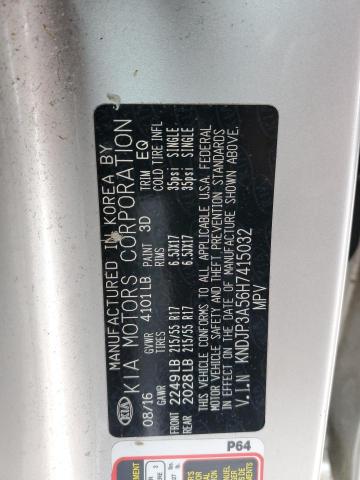 MANUFACTURED IN KOREA BY
KIA KIA MOTORS CORPORATION
08/16 GVWR 4101LB PAINT 3D TRIM EQ
GAWR TIRES RIMS COLD TIRE INFL
FRONT 2249LB 215/55 R17 6.5JX17 35psi SINGLE
REAR 2028LB 215/55 R17 6.5JX17 35psi SINGLE
THIS VEHICLE CONFORMS TO ALL APPLICABLE U.S.A. FEDERAL
MOTOR VEHICLE SAFETY AND THEFT PREVENTION STANDARDS
IN EFFECT ON THE DATE OF MANUFACTURE SHOWN ABOVE.
V.I.N KNDJP3A56H7415032
MPV
P64